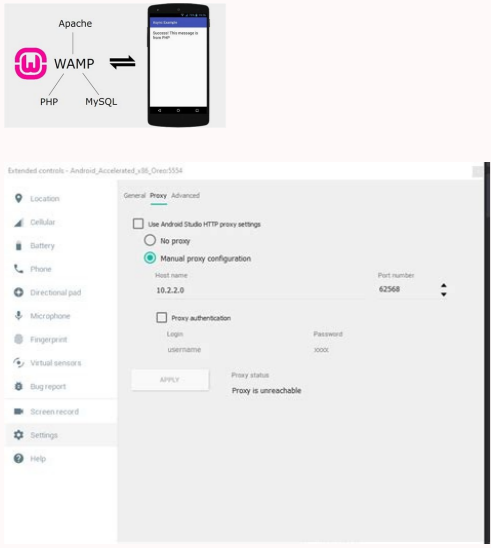 Apache
WAMP
PHP
MySQL
Success! This message is
from PHP
Extended controls - Android_Accelerated_x86_Oreo:5554
Location
Cellular
Battery
Phone
Directional pad
Microphone
Fingerprint
Virtual sensors
Bug report
Screen record
Settings
Help
General Proxy Advanced
Use Android Studio HTTP proxy settings
No proxy
Manual proxy configuration
Host name Port number
10.2.2.0 62568
Proxy authentication
Login Password
username xxxx
APPLY
Proxy status
Proxy is unreachable